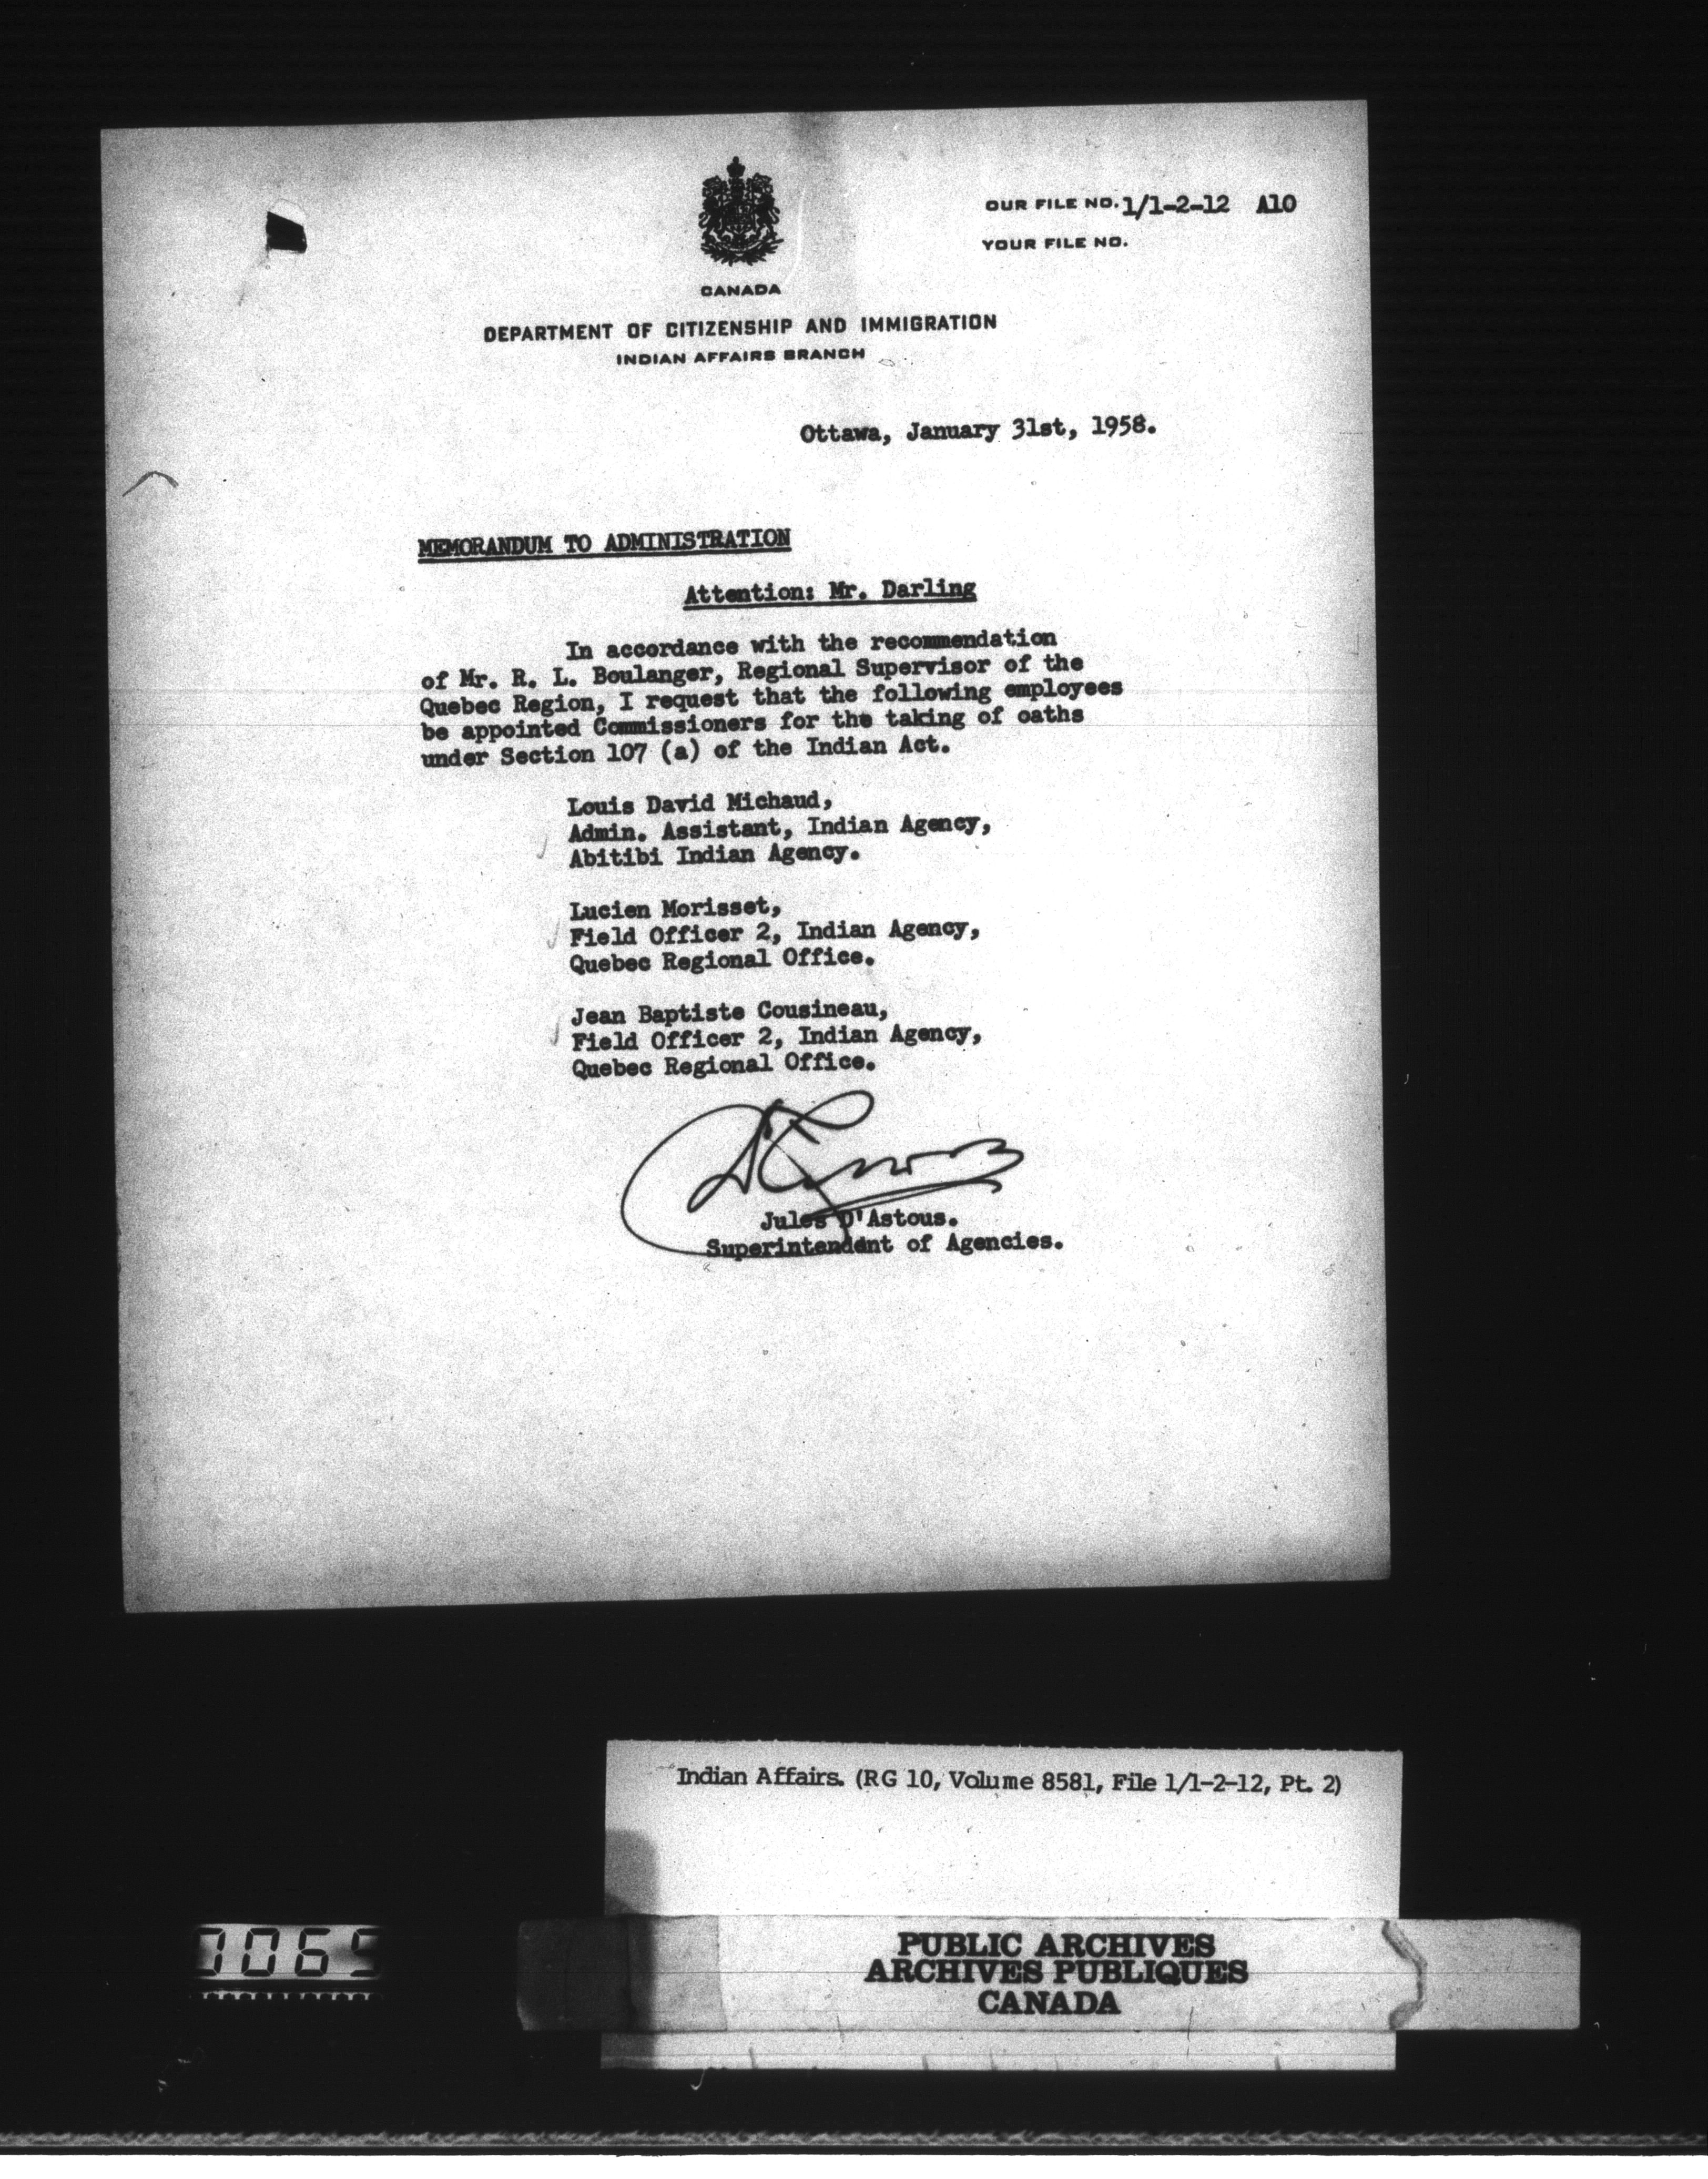 OUR FILE NO. 1/1-2-12 A10
YOUR FILE NO.
CANADA
DEPARTMENT OF CITIZENSHIP AND IMMIGRATION
INDIAN AFFAIRS BRANCH
Ottawa, January 31st, 1958.
MEMORANDUM TO ADMINISTRATION
Attention: Mr. Darling
In accordance with the recommendation
of Mr. R. L. Boulanger, Regional Supervisor of the
Quebec Region, I request that the following employees
be appointed Commissioners for the taking of oaths
under Section 107 (a) of the Indian Act.
Louis David Michaud,
Admin. Assistant, Indian Agency,
Abitibi Indian Agency.
Lucien Morisset,
Field Officer 2, Indian Agency,
Quebec Regional Office.
Jean Baptiste Cousineau,
Field Officer 2, Indian Agency,
Quebec Regional Office.
Jules D'Astous.
Superintendent of Agencies.
Indian Affairs. (RG 10, Volume 8581, File 1/1-2-12, Pt. 2)
PUBLIC ARCHIVES
ARCHIVES PUBLIQUES
CANADA